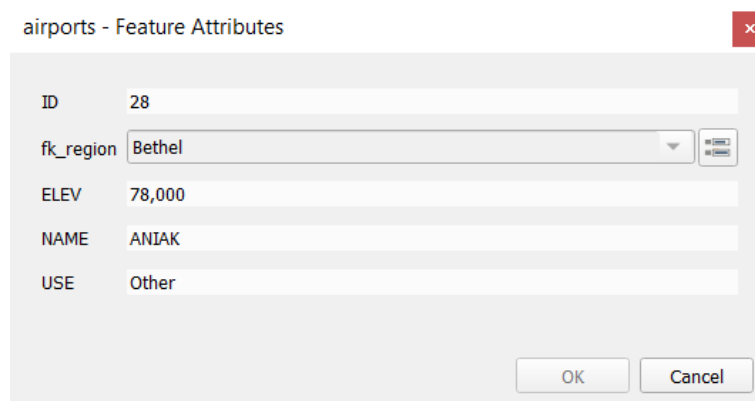 airports - Feature Attributes
ID 28
fk_region Bethel
ELEV 78,000
NAME ANIAK
USE Other
OK Cancel